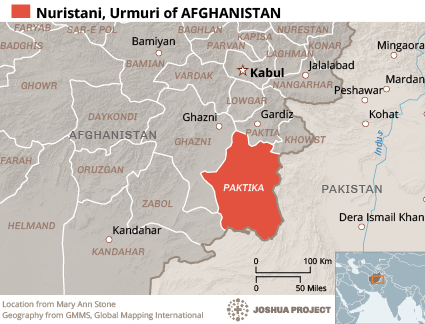 Nuristani, Urmuri of AFGHANISTAN
FARYAB
SAR-E POL
BAGHLAN
KAPISA
NURESTAN
BADGHIS
Bamiyan
PARVAN
KONAR
Mingaora
BAMIAN
LAGHMAN
Kabul
Jalalabad
VARDAK
Mardan
GHOWR
NANGARHAR
Peshawar
LOWGAR
DAYKONDI
Ghazni
Gardiz
Kohat
AFGHANISTAN
GHAZNI
PAKTIA
KHOWST
Indus
FARAH
ORUZGAN
PAKTIKA
PAKISTAN
ZABOL
HELMAND
Kandahar
Dera Ismail Khan
KANDAHAR
0 100 Km
0 50 Miles
Location from Mary Ann Stone
Geography from GMMS, Global Mapping International
JOSHUA PROJECT